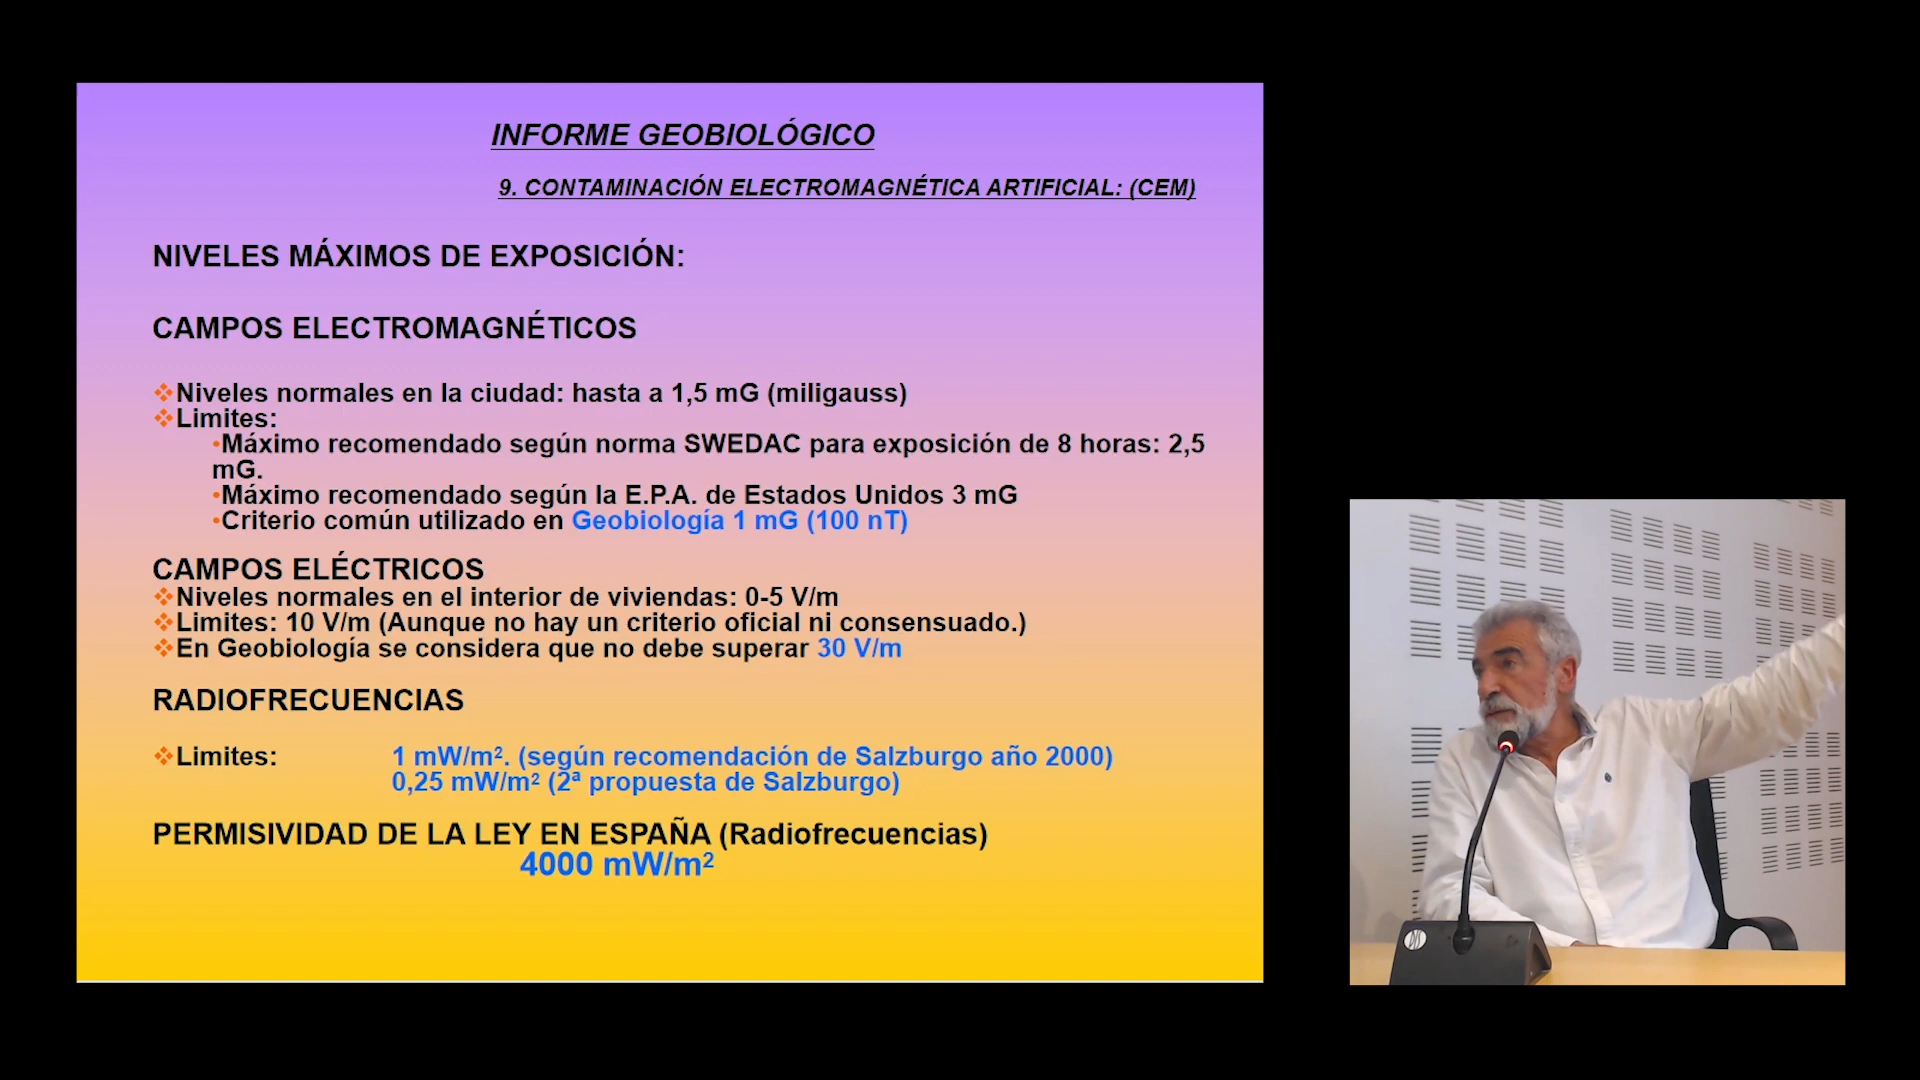 INFORME GEOBIOLÓGICO
9. CONTAMINACIÓN ELECTROMAGNÉTICA ARTIFICIAL: (CEM)
NIVELES MÁXIMOS DE EXPOSICIÓN:
CAMPOS ELECTROMAGNÉTICOS
❖Niveles normales en la ciudad: hasta a 1,5 mG (miligauss)
❖Limites:
•Máximo recomendado según norma SWEDAC para exposición de 8 horas: 2,5
mG.
•Máximo recomendado según la E.P.A. de Estados Unidos 3 mG
•Criterio común utilizado en Geobiología 1 mG (100 nT)
CAMPOS ELÉCTRICOS
❖Niveles normales en el interior de viviendas: 0-5 V/m
❖Limites: 10 V/m (Aunque no hay un criterio oficial ni consensuado.)
❖En Geobiología se considera que no debe superar 30 V/m
RADIOFRECUENCIAS
❖Limites: 1 mW/m². (según recomendación de Salzburgo año 2000)
0,25 mW/m² (2ª propuesta de Salzburgo)
PERMISIVIDAD DE LA LEY EN ESPAÑA (Radiofrecuencias)
4000 mW/m²